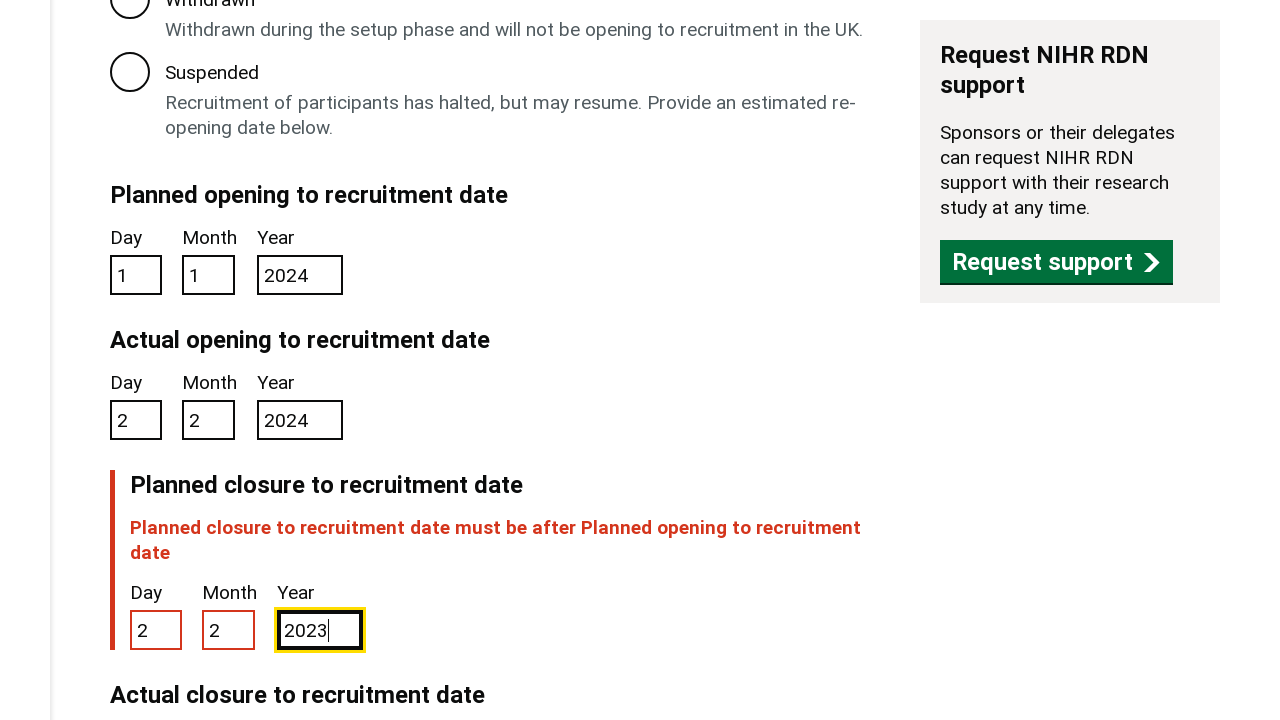 Withdrawn
Withdrawn during the setup phase and will not be opening to recruitment in the UK.
Suspended
Recruitment of participants has halted, but may resume. Provide an estimated re-
opening date below.
Planned opening to recruitment date
Day Month Year
1 1 2024
Actual opening to recruitment date
Day Month Year
2 2 2024
Planned closure to recruitment date
Planned closure to recruitment date must be after Planned opening to recruitment
date
Day Month Year
2 2 2023
Actual closure to recruitment date
Request NIHR RDN
support
Sponsors or their delegates
can request NIHR RDN
support with their research
study at any time.
Request support